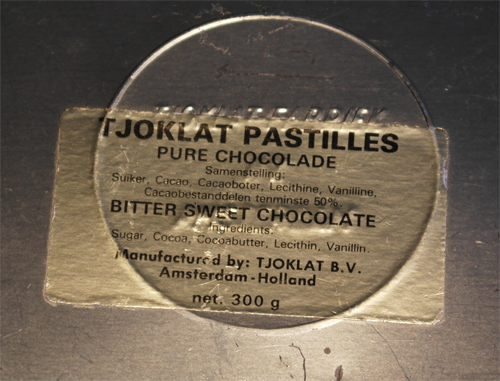 TJOKLAT PASTILLES
PURE CHOCOLADE
Samenstelling:
Suiker, Cacao, Cacaoboter, Lecithine, Vanilline.
Cacaobestanddelen tenminste 50%.
BITTER SWEET CHOCOLATE
Ingredients.
Sugar, Cocoa, Cocoabutter, Lecithin, Vanillin.
Manufactured by: TJOKLAT B.V.
Amsterdam-Holland
net. 300 g